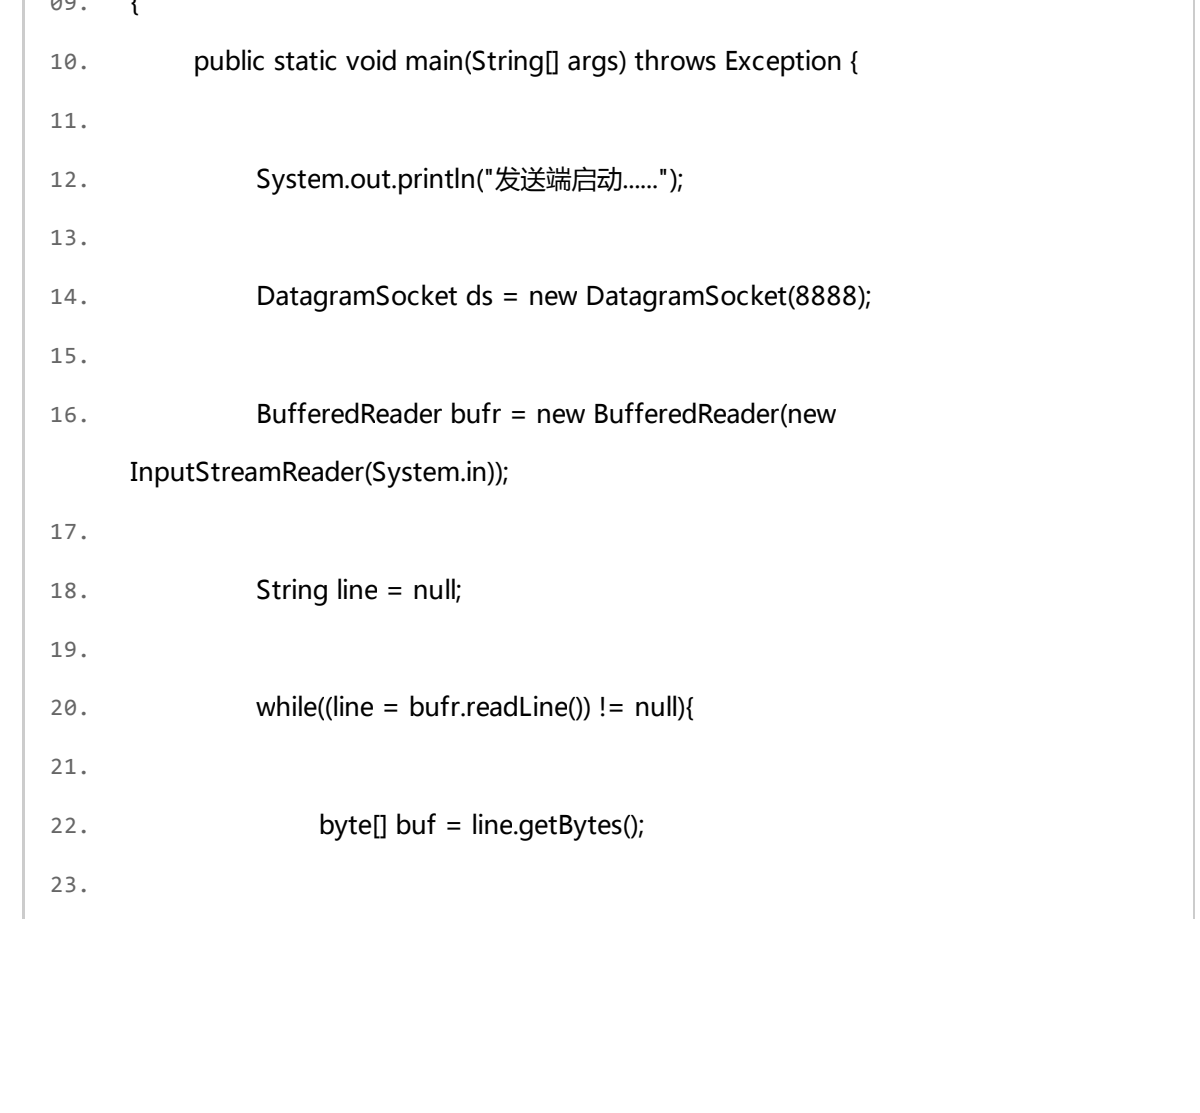 09. {
10. public static void main(String[] args) throws Exception {
11.
12. System.out.println("发送端启动......");
13.
14. DatagramSocket ds = new DatagramSocket(8888);
15.
16. BufferedReader bufr = new BufferedReader(new
InputStreamReader(System.in));
17.
18. String line = null;
19.
20. while((line = bufr.readLine()) != null){
21.
22. byte[] buf = line.getBytes();
23.